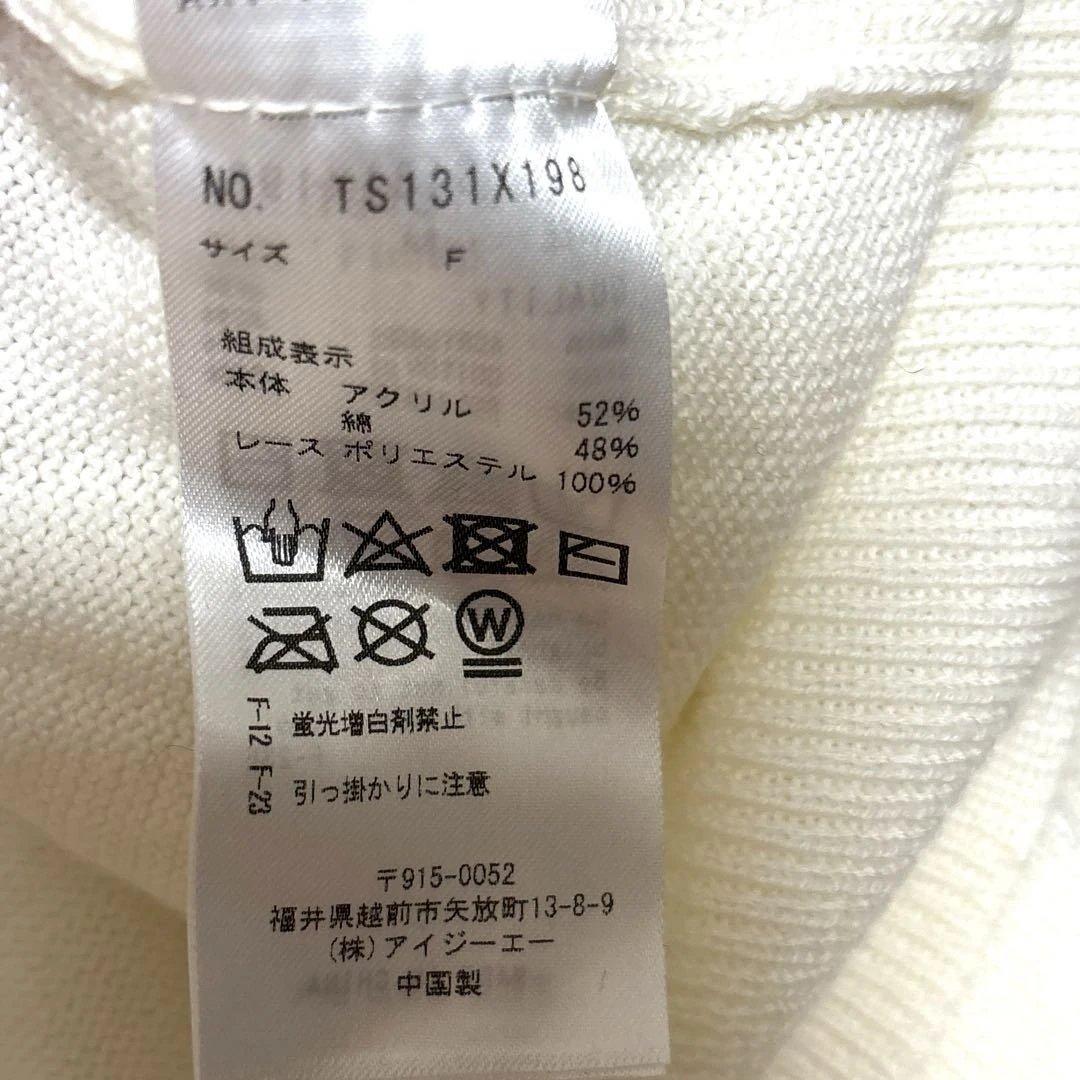 NO. TS131X198
サイズ F
組成表示
本体 アクリル 52%
綿 48%
レース ポリエステル 100%
W
F-12 蛍光増白剤禁止
F-23 引っ掛かりに注意
〒915-0052
福井県越前市矢放町13-8-9
(株)アイジーエー
中国製